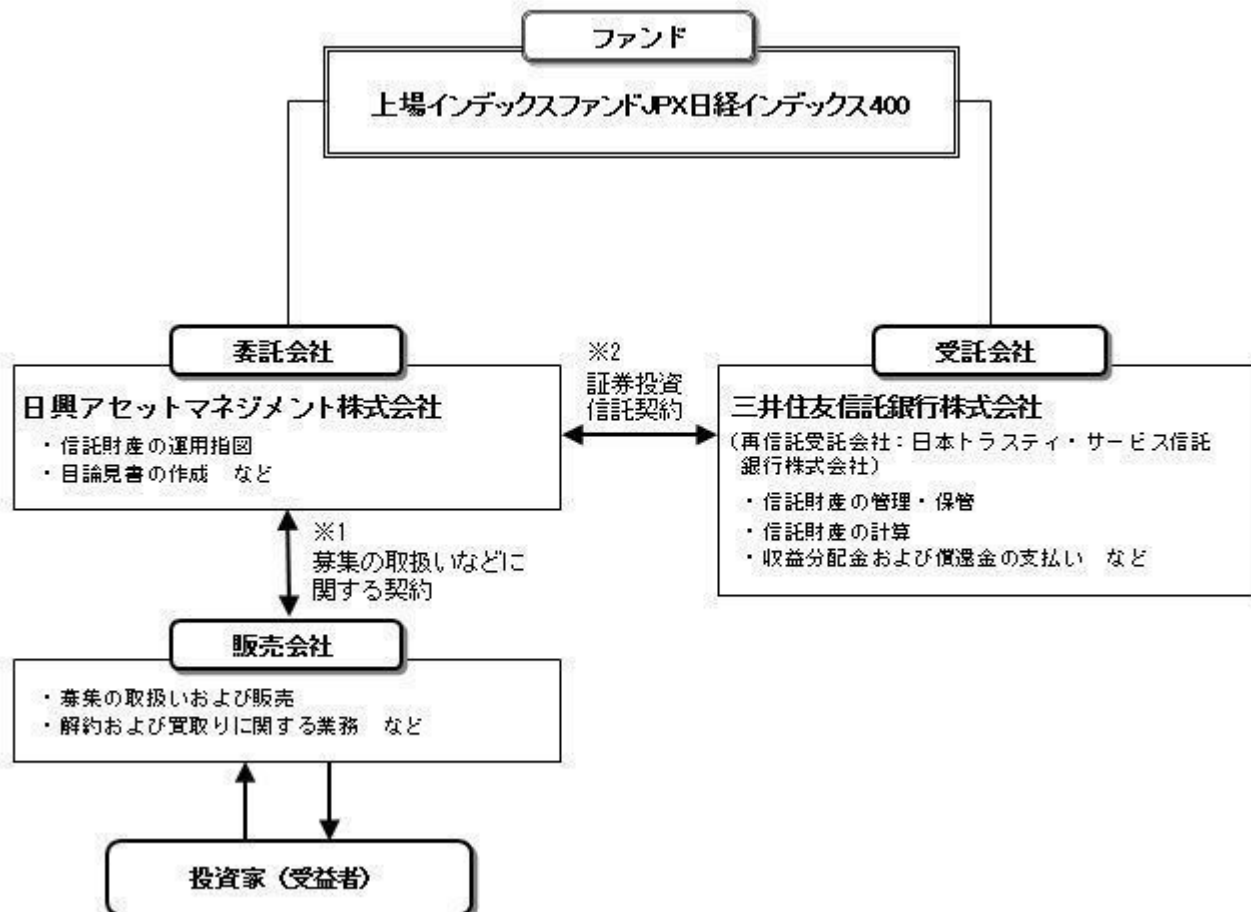 ファンド
上場インデックスファンドJPX日経インデックス400
委託会社
日興アセットマネジメント株式会社
・信託財産の運用指図
・目論見書の作成　など
※2
証券投資
信託契約
受託会社
三井住友信託銀行株式会社
（再信託受託会社：日本トラスティ・サービス信託
銀行株式会社）
・信託財産の管理・保管
・信託財産の計算
・収益分配金および償還金の支払い　など
※1
募集の取扱いなどに
関する契約
販売会社
・募集の取扱いおよび販売
・解約および買取りに関する業務　など
投資家（受益者）